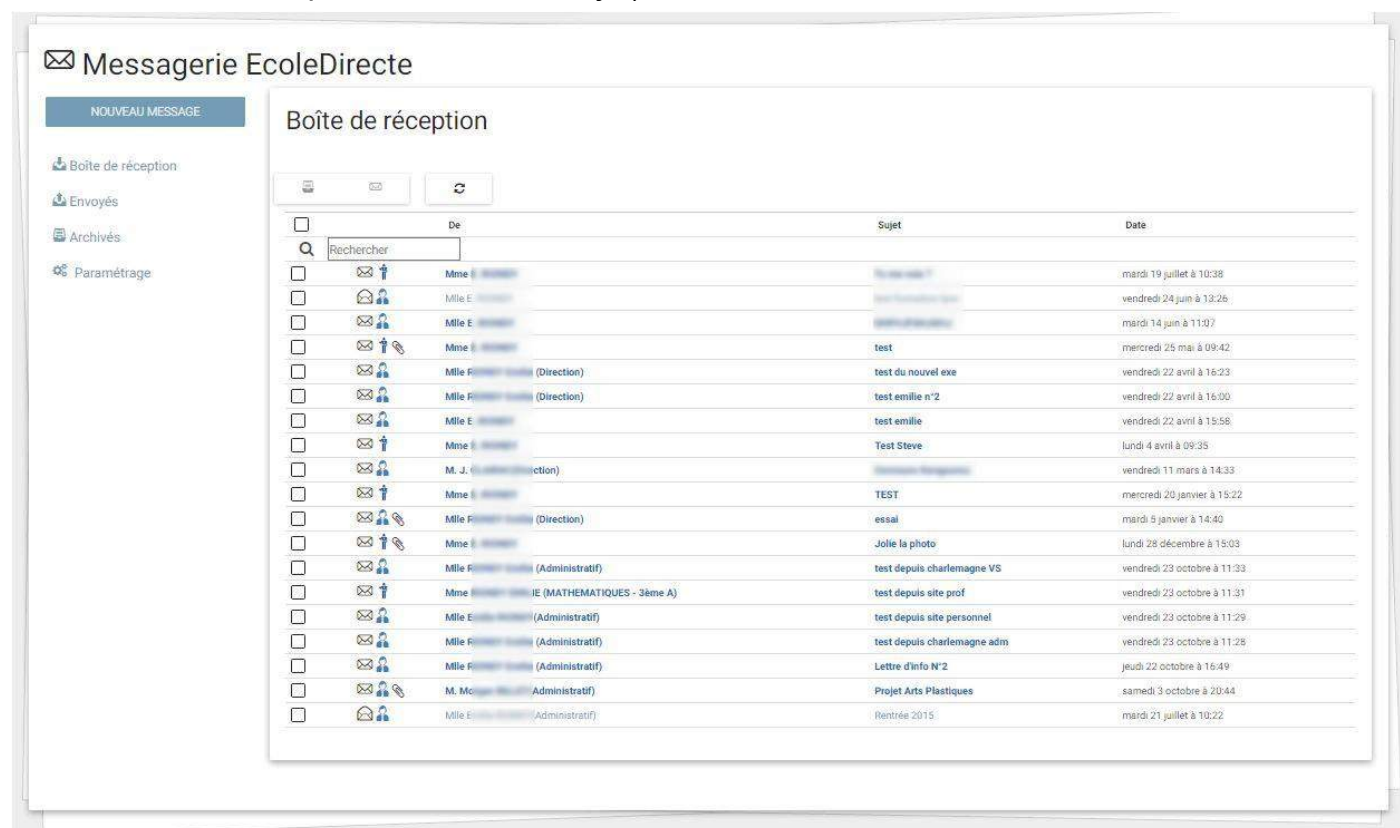 Messagerie EcoleDirecte
NOUVEAU MESSAGE
Boîte de réception
Envoyés
Archivés
Paramétrage
Boîte de réception
De Sujet Date
Rechercher
Mme mardi 19 juillet à 10:38
Mlle E. vendredi 24 juin à 13:26
Mlle E. mardi 14 juin à 11:07
Mme test mercredi 25 mai à 09:42
Mlle (Direction) test du nouvel exe vendredi 22 avril à 16:23
Mlle (Direction) test emilie n°2 vendredi 22 avril à 16:00
Mlle E. test emilie vendredi 22 avril à 15:58
Mme Test Steve lundi 4 avril à 09:35
M. J. vendredi 11 mars à 14:33
Mme TEST mercredi 20 janvier à 15:22
Mlle (Direction) essai mardi 5 janvier à 14:40
Mme Jolie la photo lundi 28 décembre à 15:03
Mlle (Administratif) test depuis charlemagne VS vendredi 23 octobre à 11:33
Mme (MATHEMATIQUES - 3ème A) test depuis site prof vendredi 23 octobre à 11:31
Mlle (Administratif) test depuis site personnel vendredi 23 octobre à 11:29
Mlle (Administratif) test depuis charlemagne adm vendredi 23 octobre à 11:28
Mlle (Administratif) Lettre d'info N°2 jeudi 22 octobre à 16:49
M. Administratif) Projet Arts Plastiques samedi 3 octobre à 20:44
Mlle (Administratif) Rentrée 2015 mardi 21 juillet à 10:22